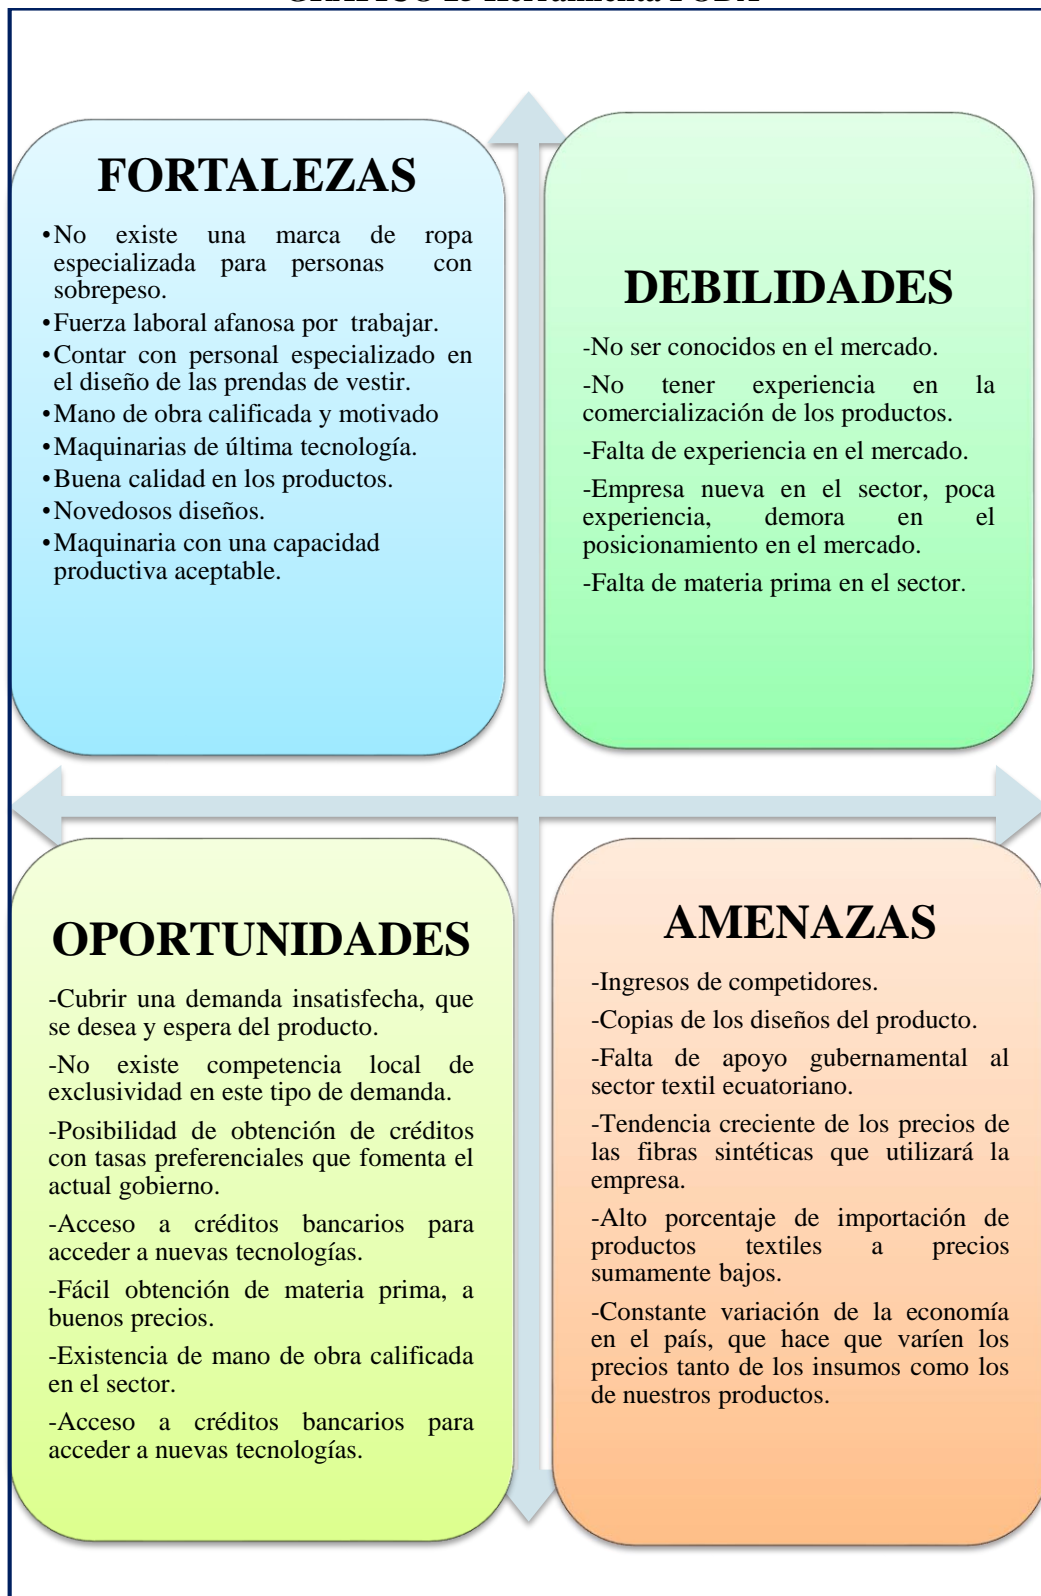 FORTALEZAS
•No existe una marca de ropa
especializada para personas con
sobrepeso.
•Fuerza laboral afanosa por trabajar.
•Contar con personal especializado en
el diseño de las prendas de vestir.
•Mano de obra calificada y motivado
•Maquinarias de última tecnología.
•Buena calidad en los productos.
•Novedosos diseños.
•Maquinaria con una capacidad
productiva aceptable.
DEBILIDADES
-No ser conocidos en el mercado.
-No tener experiencia en la
comercialización de los productos.
-Falta de experiencia en el mercado.
-Empresa nueva en el sector, poca
experiencia, demora en el
posicionamiento en el mercado.
-Falta de materia prima en el sector.
OPORTUNIDADES
-Cubrir una demanda insatisfecha, que
se desea y espera del producto.
-No existe competencia local de
exclusividad en este tipo de demanda.
-Posibilidad de obtención de créditos
con tasas preferenciales que fomenta el
actual gobierno.
-Acceso a créditos bancarios para
acceder a nuevas tecnologías.
-Fácil obtención de materia prima, a
buenos precios.
-Existencia de mano de obra calificada
en el sector.
-Acceso a créditos bancarios para
acceder a nuevas tecnologías.
AMENAZAS
-Ingresos de competidores.
-Copias de los diseños del producto.
-Falta de apoyo gubernamental al
sector textil ecuatoriano.
-Tendencia creciente de los precios de
las fibras sintéticas que utilizará la
empresa.
-Alto porcentaje de importación de
productos textiles a precios
sumamente bajos.
-Constante variación de la economía
en el país, que hace que varíen los
precios tanto de los insumos como los
de nuestros productos.